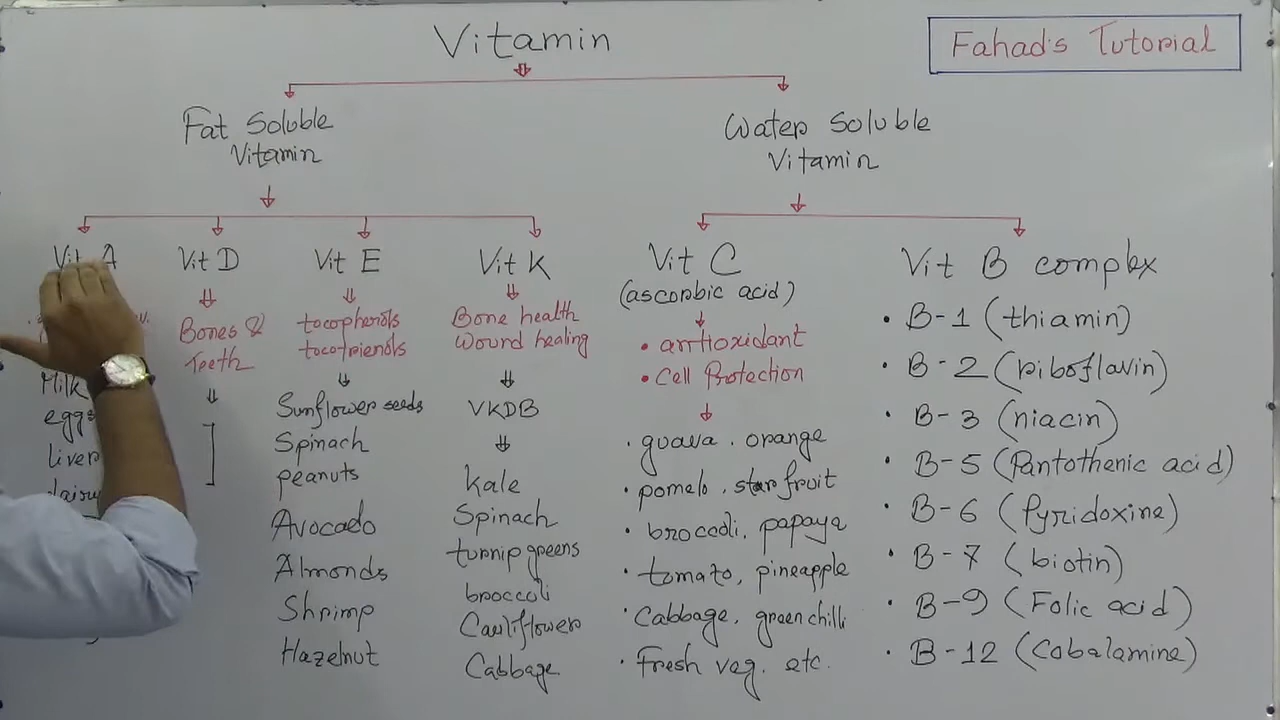 Vitamin
Fahad's Tutorial
Fat Soluble
Vitamin
Water Soluble
Vitamin
Vit A
Milk
eggs
liver
Vit D
Bones &
Teeth
Vit E
tocopherols
tocotrienols
Sunflower seeds
Spinach
peanuts
Avocado
Almonds
Shrimp
Hazelnut
Vit K
Bone health
Wound healing
VKDB
Kale
Spinach
turnip greens
broccoli
Cauliflower
Cabbage
Vit C
(ascorbic acid)
• antioxidant
• Cell Protection
• guava. orange
• pomelo, star fruit
• broccoli, papaya
• tomato, pineapple
• Cabbage, green chilli
• Fresh veg. etc.
Vit B complex
• B-1 (thiamin)
• B-2 (riboflavin)
• B-3 (niacin)
• B-5 (Pantothenic acid)
• B-6 (Pyridoxine)
• B-7 (biotin)
• B-9 (Folic acid)
• B-12 (Cobalamine)